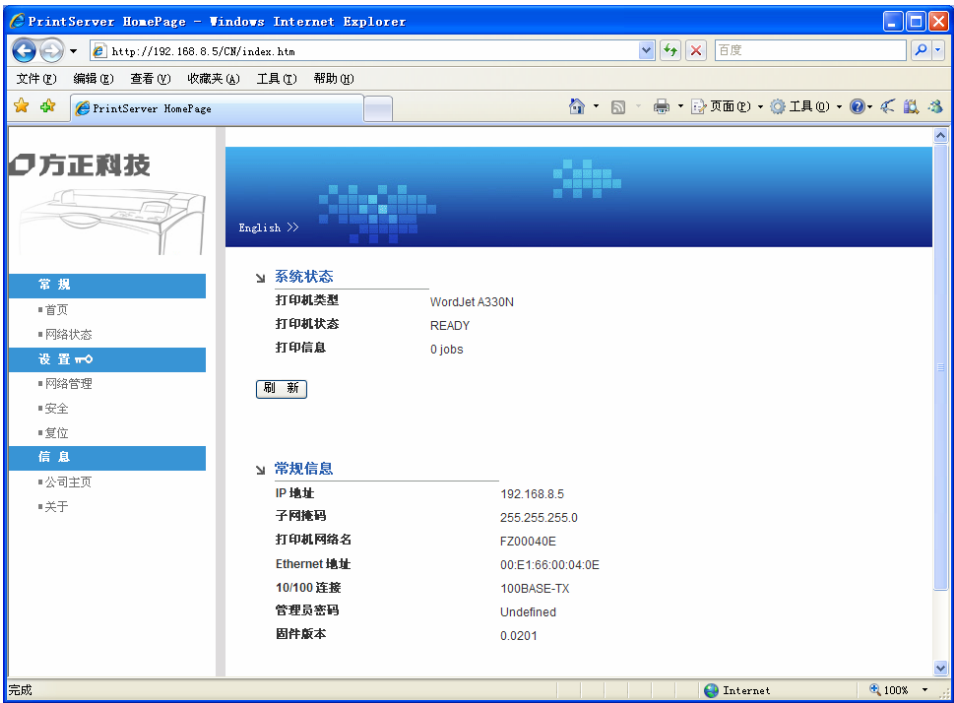 PrintServer HomePage - Windows Internet Explorer
http://192.168.8.5/CN/index.htm 百度
文件(F) 编辑(E) 查看(V) 收藏夹(A) 工具(T) 帮助(H)
PrintServer HomePage 页面(P) 工具(O)
方正科技
English >>
常 规
■首页
■网络状态
设 置
■网络管理
■安全
■复位
信 息
■公司主页
■关于
系统状态
打印机类型 WordJet A330N
打印机状态 READY
打印信息 0 jobs
刷 新
常规信息
IP 地址 192.168.8.5
子网掩码 255.255.255.0
打印机网络名 FZ00040E
Ethernet 地址 00:E1:66:00:04:0E
10/100 连接 100BASE-TX
管理员密码 Undefined
固件版本 0.0201
完成 Internet 100%